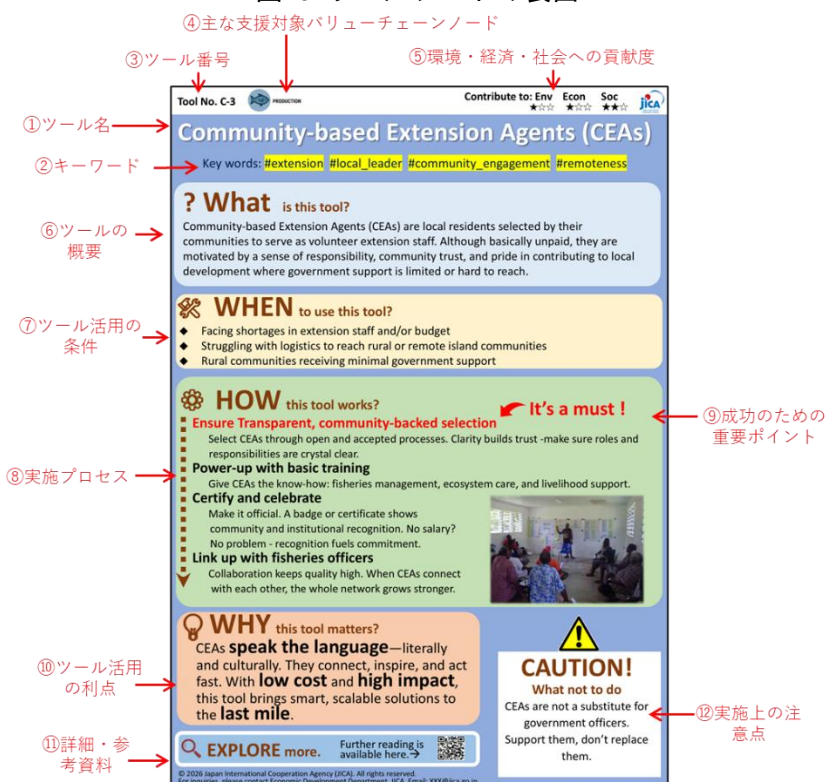 ④主な支援対象バリューチェーンノード
③ツール番号
⑤環境・経済・社会への貢献度
Tool No. C-3
PRODUCTION
Contribute to: Env Econ Soc
★☆☆ ★☆☆ ★★☆
jICA
①ツール名
Community-based Extension Agents (CEAs)
②キーワード
Key words: #extension #local_leader #community_engagement #remoteness
? What is this tool?
⑥ツールの
概要
Community-based Extension Agents (CEAs) are local residents selected by their
communities to serve as volunteer extension staff. Although basically unpaid, they are
motivated by a sense of responsibility, community trust, and pride in contributing to local
development where government support is limited or hard to reach.
WHEN to use this tool?
⑦ツール活用の
条件
◆ Facing shortages in extension staff and/or budget
◆ Struggling with logistics to reach rural or remote island communities
◆ Rural communities receiving minimal government support
HOW this tool works?
It's a must !
⑨成功のための
重要ポイント
⑧実施プロセス
Ensure Transparent, community-backed selection
Select CEAs through open and accepted processes. Clarity builds trust -make sure roles and
responsibilities are crystal clear.
Power-up with basic training
Give CEAs the know-how: fisheries management, ecosystem care, and livelihood support.
Certify and celebrate
Make it official. A badge or certificate shows
community and institutional recognition. No salary?
No problem - recognition fuels commitment.
Link up with fisheries officers
Collaboration keeps quality high. When CEAs connect
with each other, the whole network grows stronger.
WHY this tool matters?
⑩ツール活用
の利点
CEAs speak the language—literally
and culturally. They connect, inspire, and act
fast. With low cost and high impact,
this tool brings smart, scalable solutions to
the last mile.
CAUTION!
What not to do
CEAs are not a substitute for
government officers.
Support them, don't replace
them.
⑫実施上の注
意点
⑪詳細・参
考資料
EXPLORE more.
Further reading is
available here.→
© 2026 Japan International Cooperation Agency (JICA). All rights reserved.